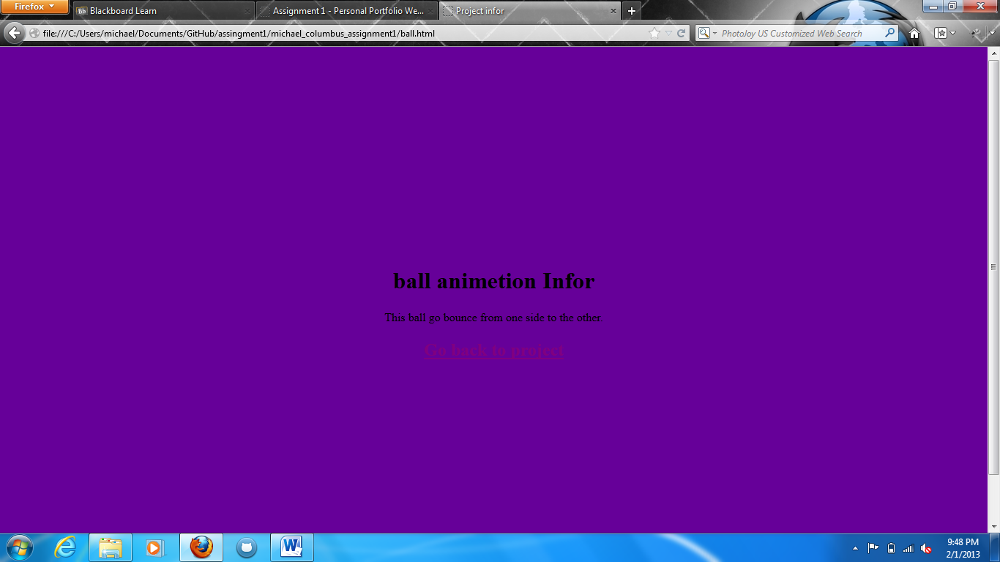 Firefox
Blackboard Learn
Assignment 1 - Personal Portfolio We...
Project infor
file:///C:/Users/michael/Documents/GitHub/assingment1/michael_columbus_assignment1/ball.html
PhotoJoy US Customized Web Search
ball animetion Infor
This ball go bounce from one side to the other.
Go back to project
9:48 PM
2/1/2013